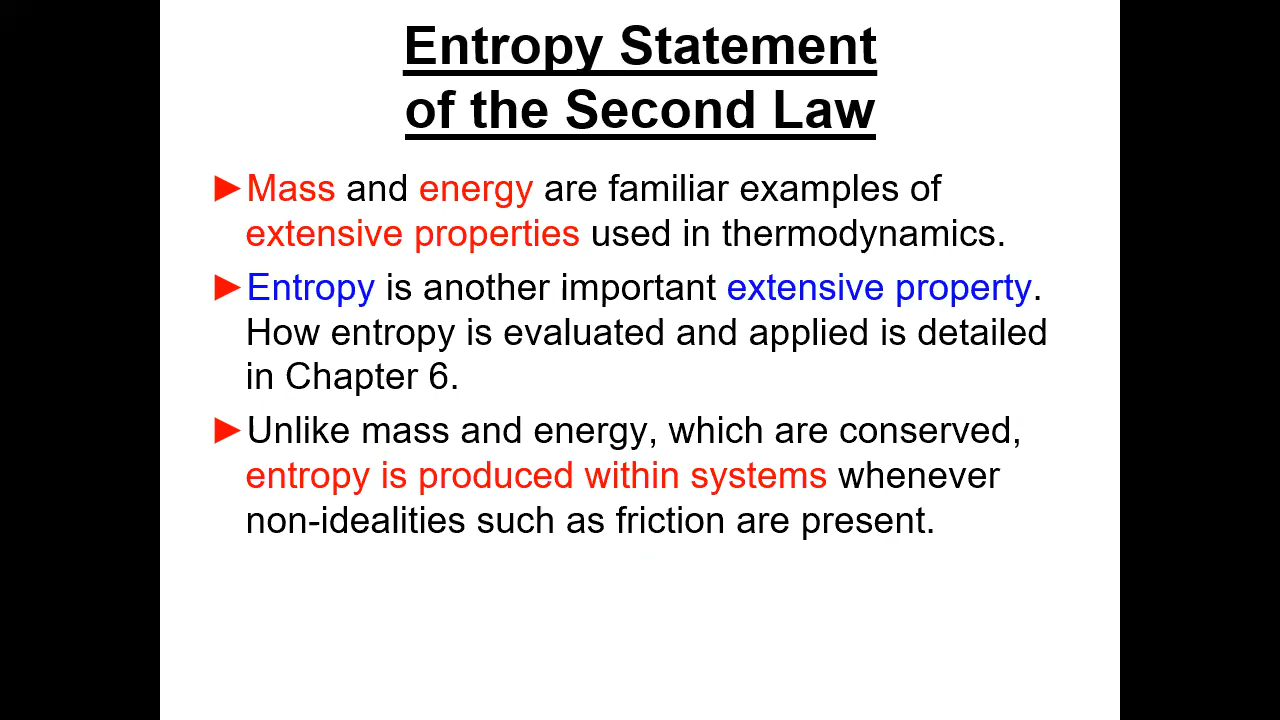 Entropy Statement
of the Second Law
►Mass and energy are familiar examples of
extensive properties used in thermodynamics.
►Entropy is another important extensive property.
How entropy is evaluated and applied is detailed
in Chapter 6.
►Unlike mass and energy, which are conserved,
entropy is produced within systems whenever
non-idealities such as friction are present.